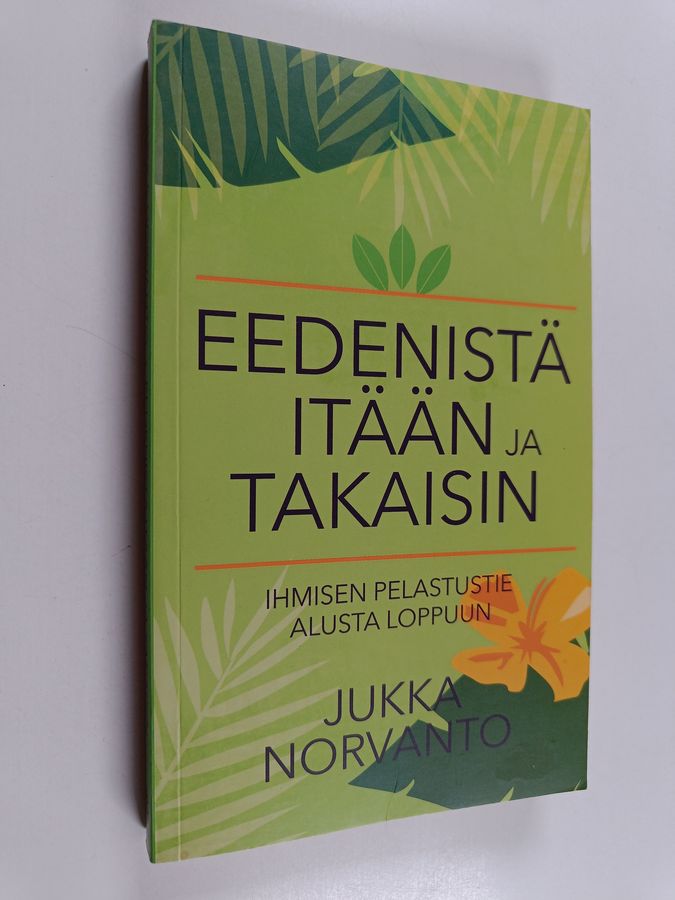 EEDENISTÄ
ITÄÄN JA
TAKAISIN
IHMISEN PELASTUSTIE
ALUSTA LOPPUUN
JUKKA
NORVANTO